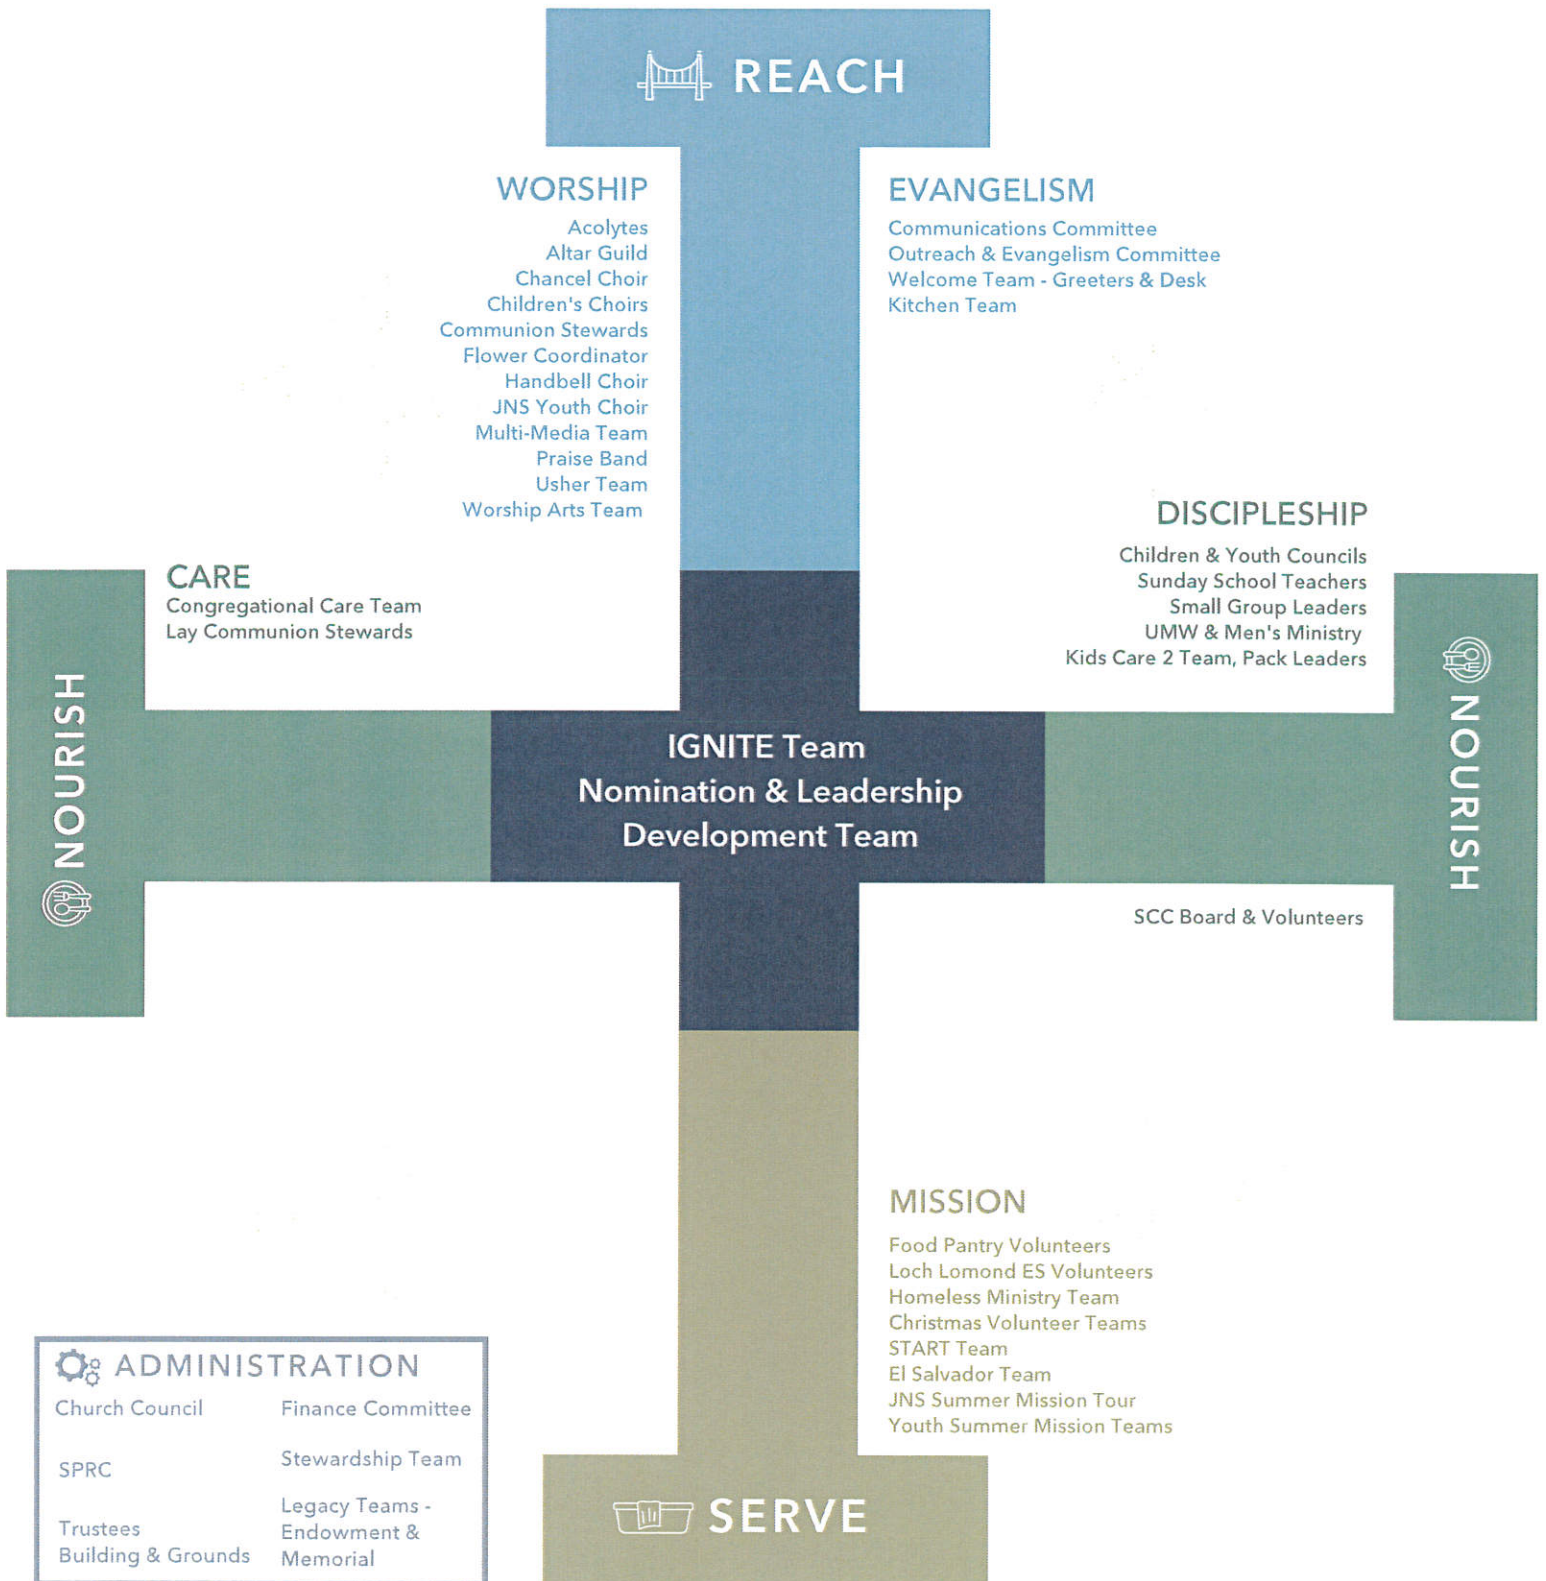 REACH
WORSHIP
Acolytes
Altar Guild
Chancel Choir
Children's Choirs
Communion Stewards
Flower Coordinator
Handbell Choir
JNS Youth Choir
Multi-Media Team
Praise Band
Usher Team
Worship Arts Team
EVANGELISM
Communications Committee
Outreach & Evangelism Committee
Welcome Team - Greeters & Desk
Kitchen Team
CARE
Congregational Care Team
Lay Communion Stewards
DISCIPLESHIP
Children & Youth Councils
Sunday School Teachers
Small Group Leaders
UMW & Men's Ministry
Kids Care 2 Team, Pack Leaders
NOURISH
IGNITE Team
Nomination & Leadership
Development Team
NOURISH
SCC Board & Volunteers
MISSION
Food Pantry Volunteers
Loch Lomond ES Volunteers
Homeless Ministry Team
Christmas Volunteer Teams
START Team
El Salvador Team
JNS Summer Mission Tour
Youth Summer Mission Teams
ADMINISTRATION
Church Council
SPRC
Trustees
Building & Grounds
Finance Committee
Stewardship Team
Legacy Teams -
Endowment &
Memorial
SERVE